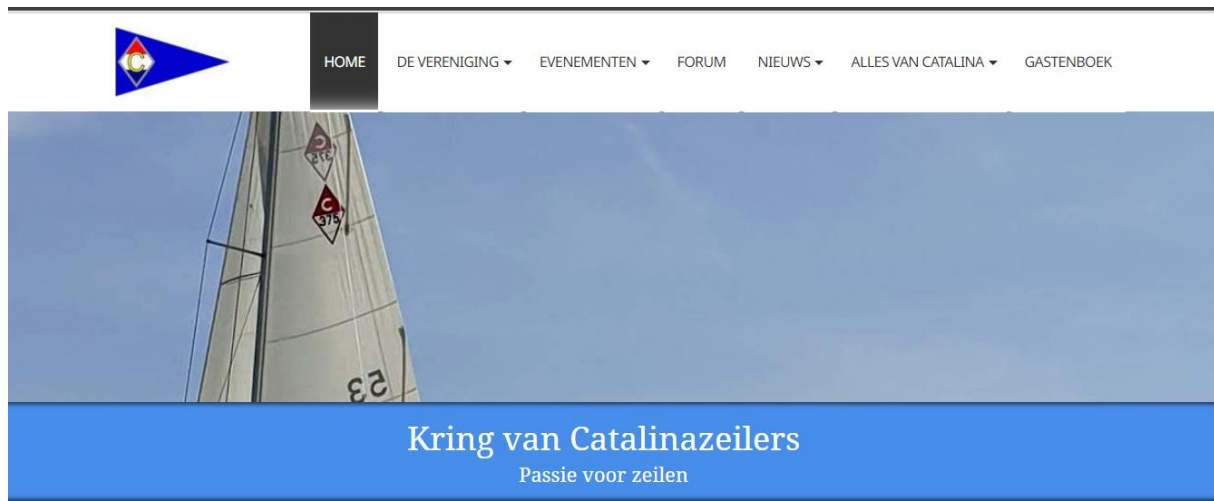 C
HOME DE VERENIGING EVENEMENTEN FORUM NIEUWS ALLES VAN CATALINA GASTENBOEK
C
375
C
375
53
Kring van Catalinazeilers
Passie voor zeilen